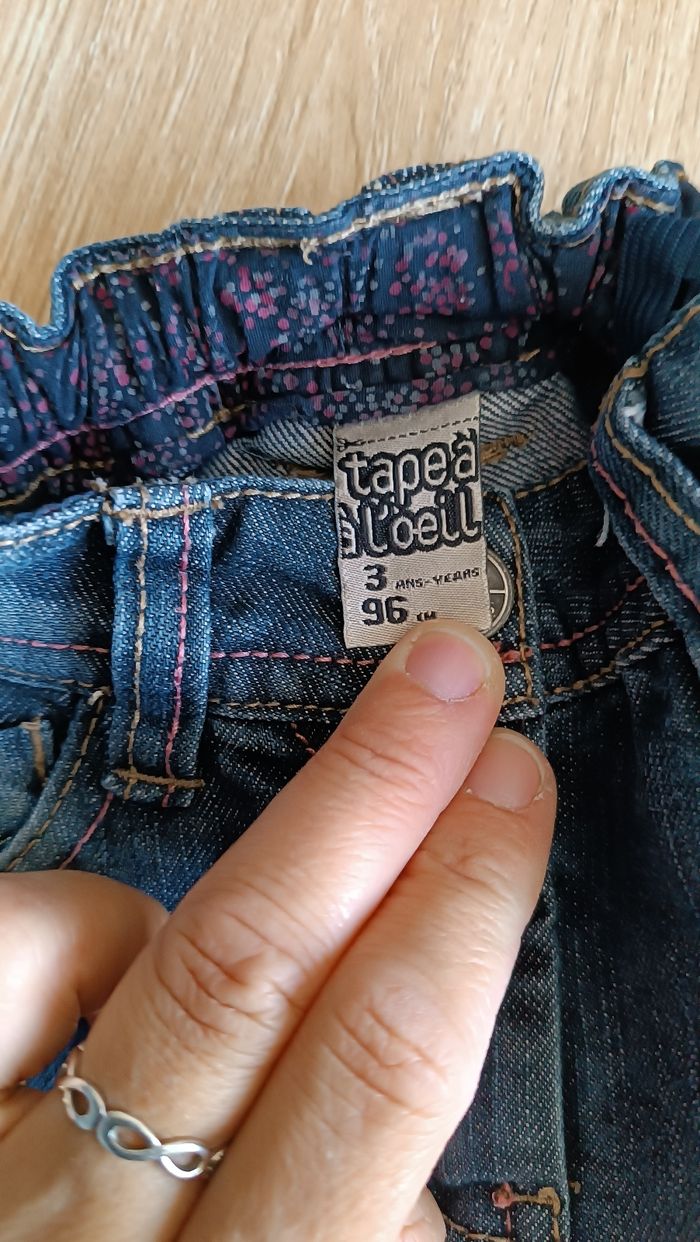 tape à
à l'oeil
3 ANS-YEARS
96 CM